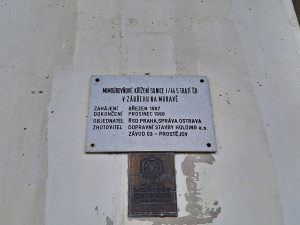 MIMOÚROVŇOVÉ KŘÍŽENÍ SILNICE I/44 S TRATÍ ČD
V ZÁBŘEHU NA MORAVĚ
ZAHÁJENÍ BŘEZEN 1997
DOKONČENÍ PROSINEC 1998
OBJEDNATEL ŘSD PRAHA, SPRÁVA OSTRAVA
ZHOTOVITEL DOPRAVNÍ STAVBY HOLDING a.s.
ZÁVOD 03 - PROSTĚJOV